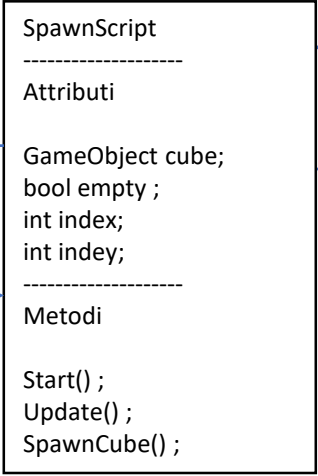 SpawnScript
-------------------
Attributi
GameObject cube;
bool empty ;
int index;
int indey;
-------------------
Metodi
Start() ;
Update() ;
SpawnCube() ;